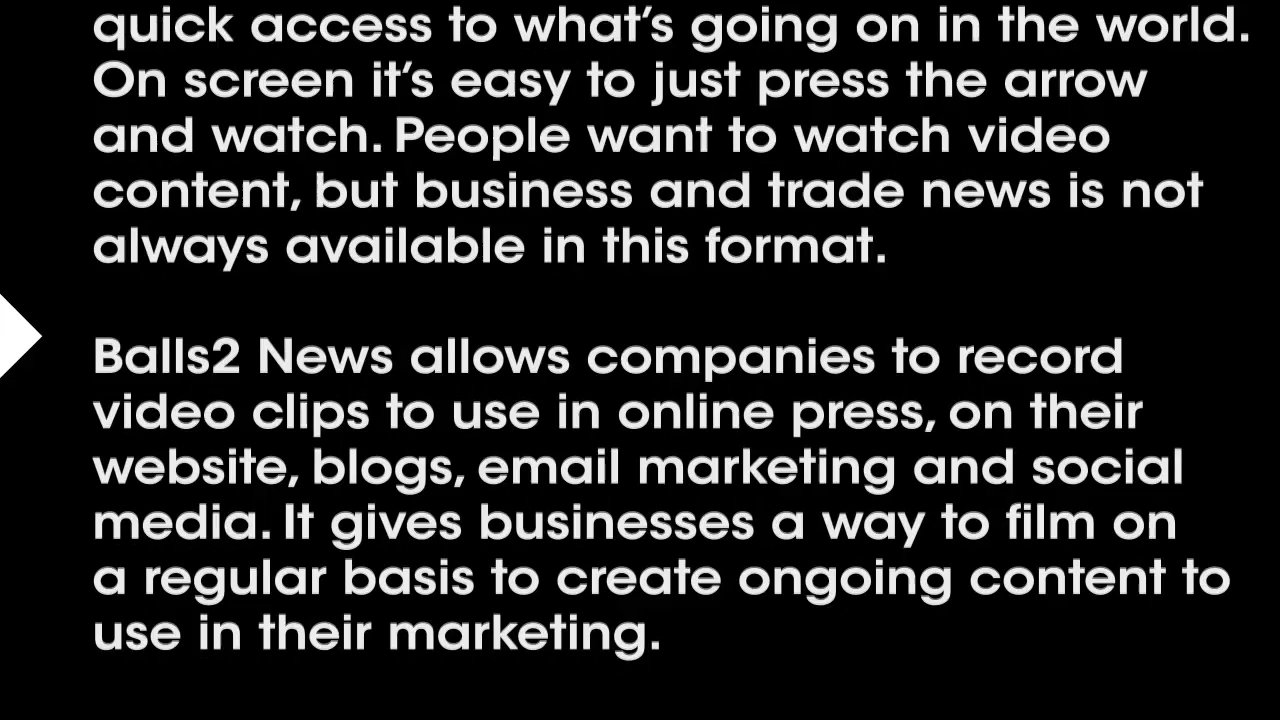 quick access to what’s going on in the world.
On screen it’s easy to just press the arrow
and watch. People want to watch video
content, but business and trade news is not
always available in this format.
Balls2 News allows companies to record
video clips to use in online press, on their
website, blogs, email marketing and social
media. It gives businesses a way to film on
a regular basis to create ongoing content to
use in their marketing.